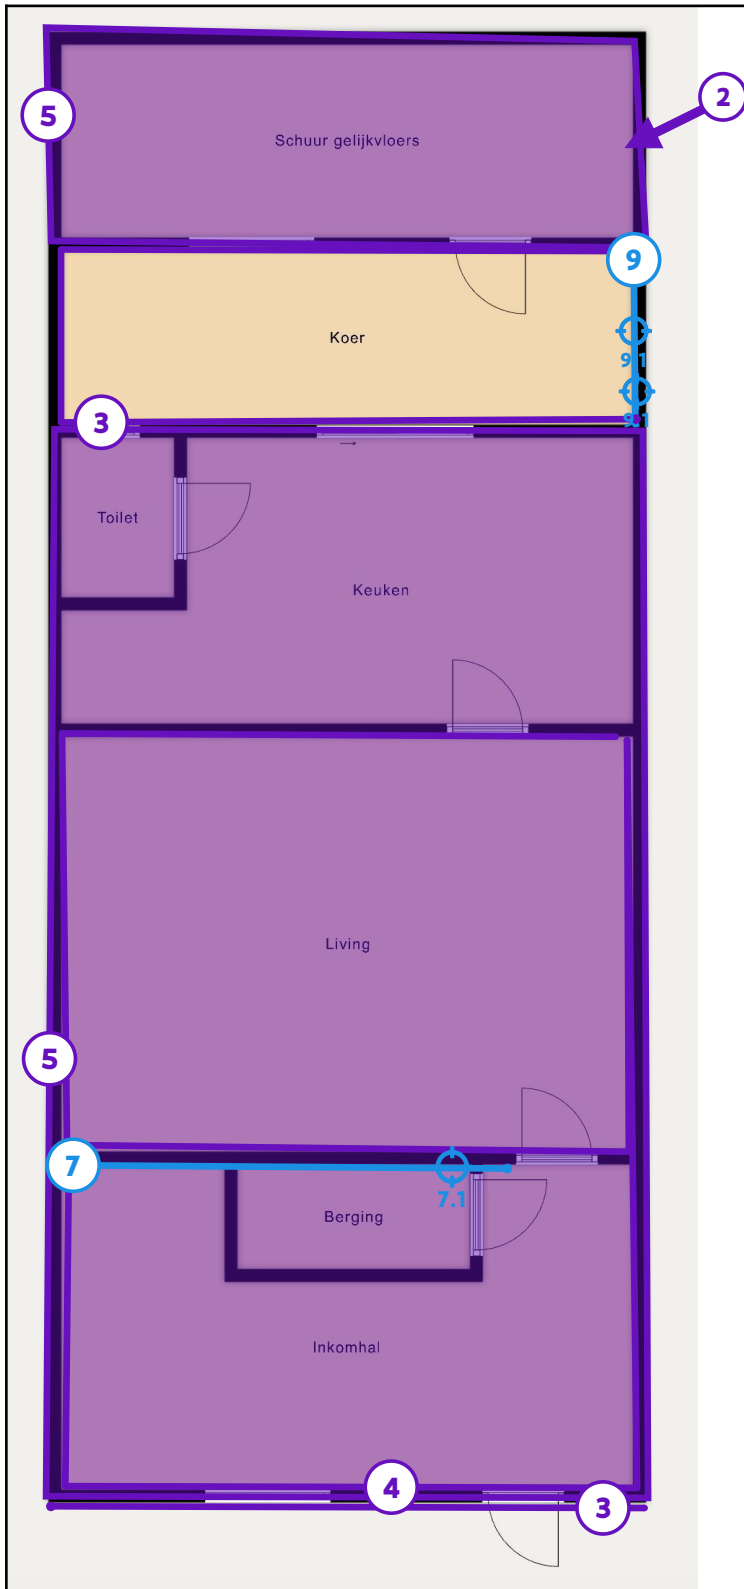 2
5
Schuur gelijkvloers
9
Koer
9.1
9.1
3
Toilet
Keuken
Living
5
7
7.1
Berging
Inkomhal
4
3